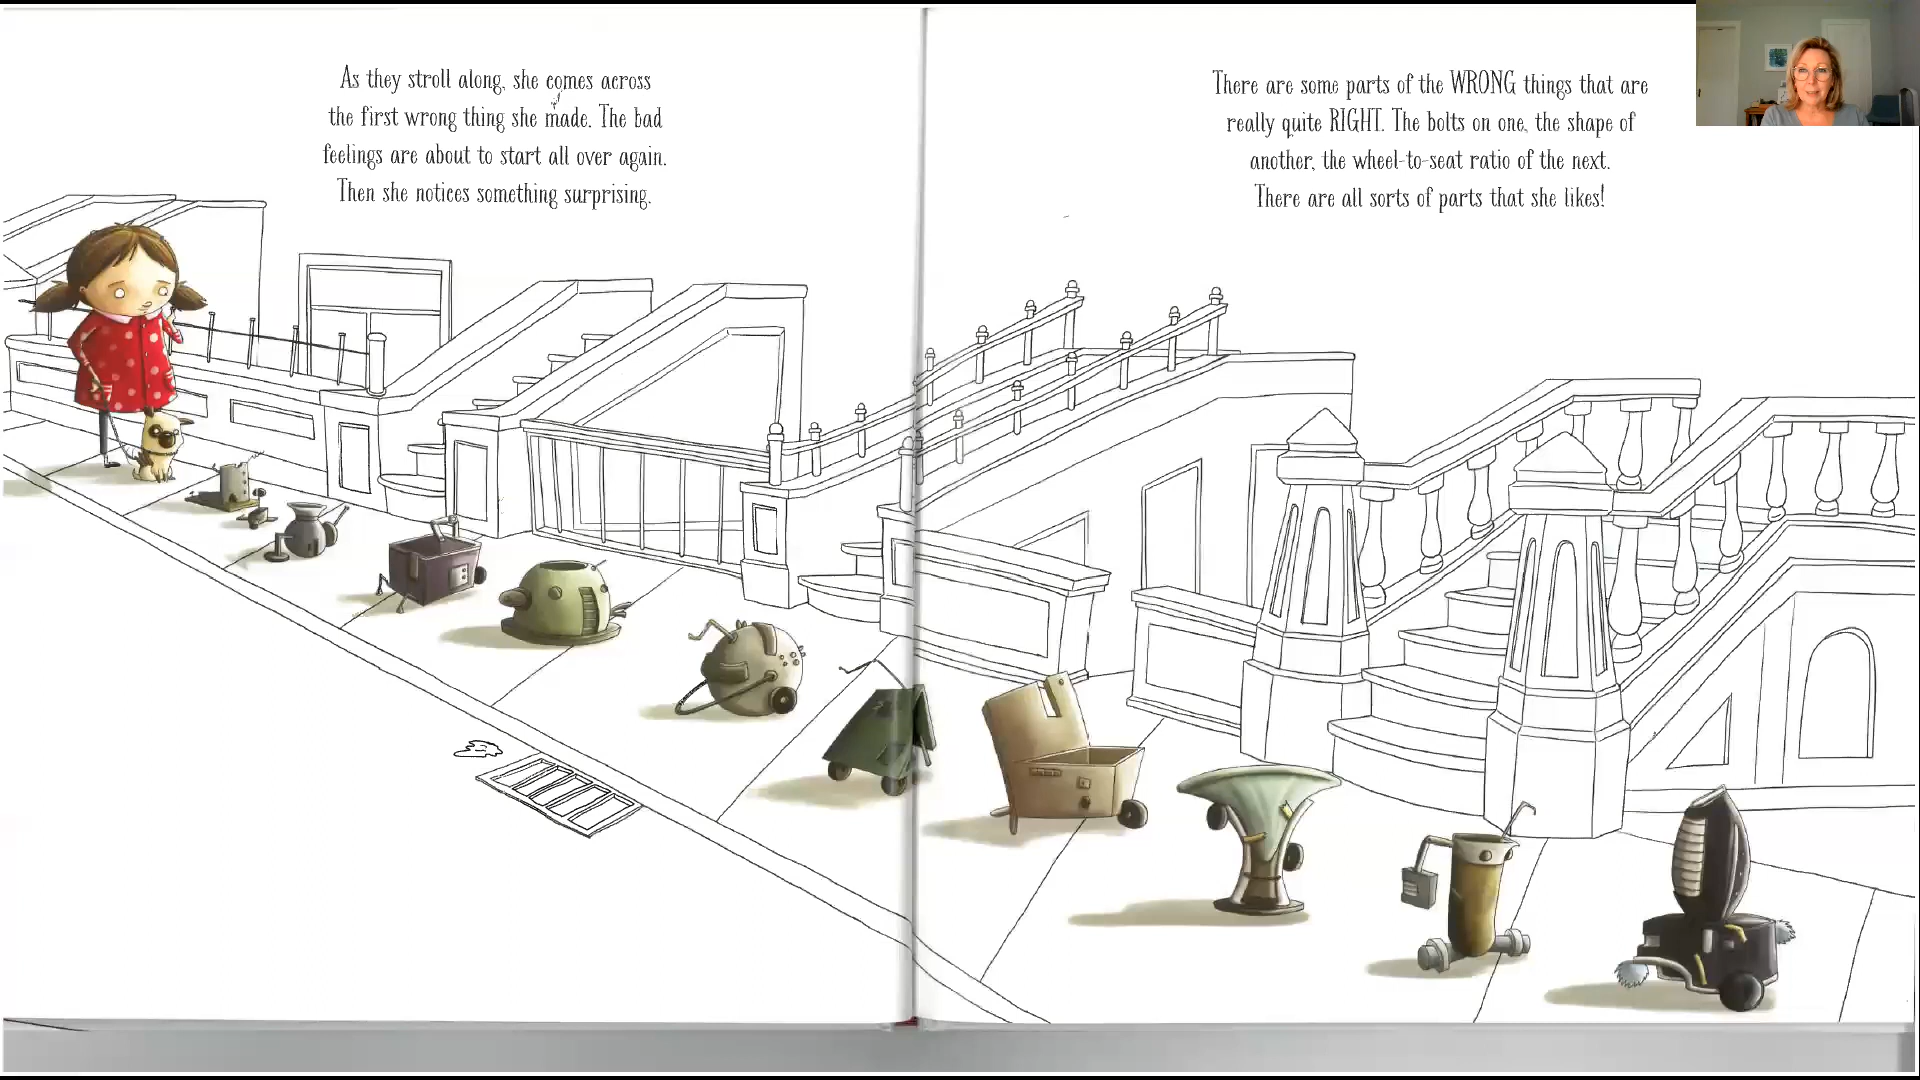 As they stroll along, she comes across
the first wrong thing she made. The bad
feelings are about to start all over again.
Then she notices something surprising.
There are some parts of the WRONG things that are
really quite RIGHT. The bolts on one, the shape of
another, the wheel-to-seat ratio of the next.
There are all sorts of parts that she likes!